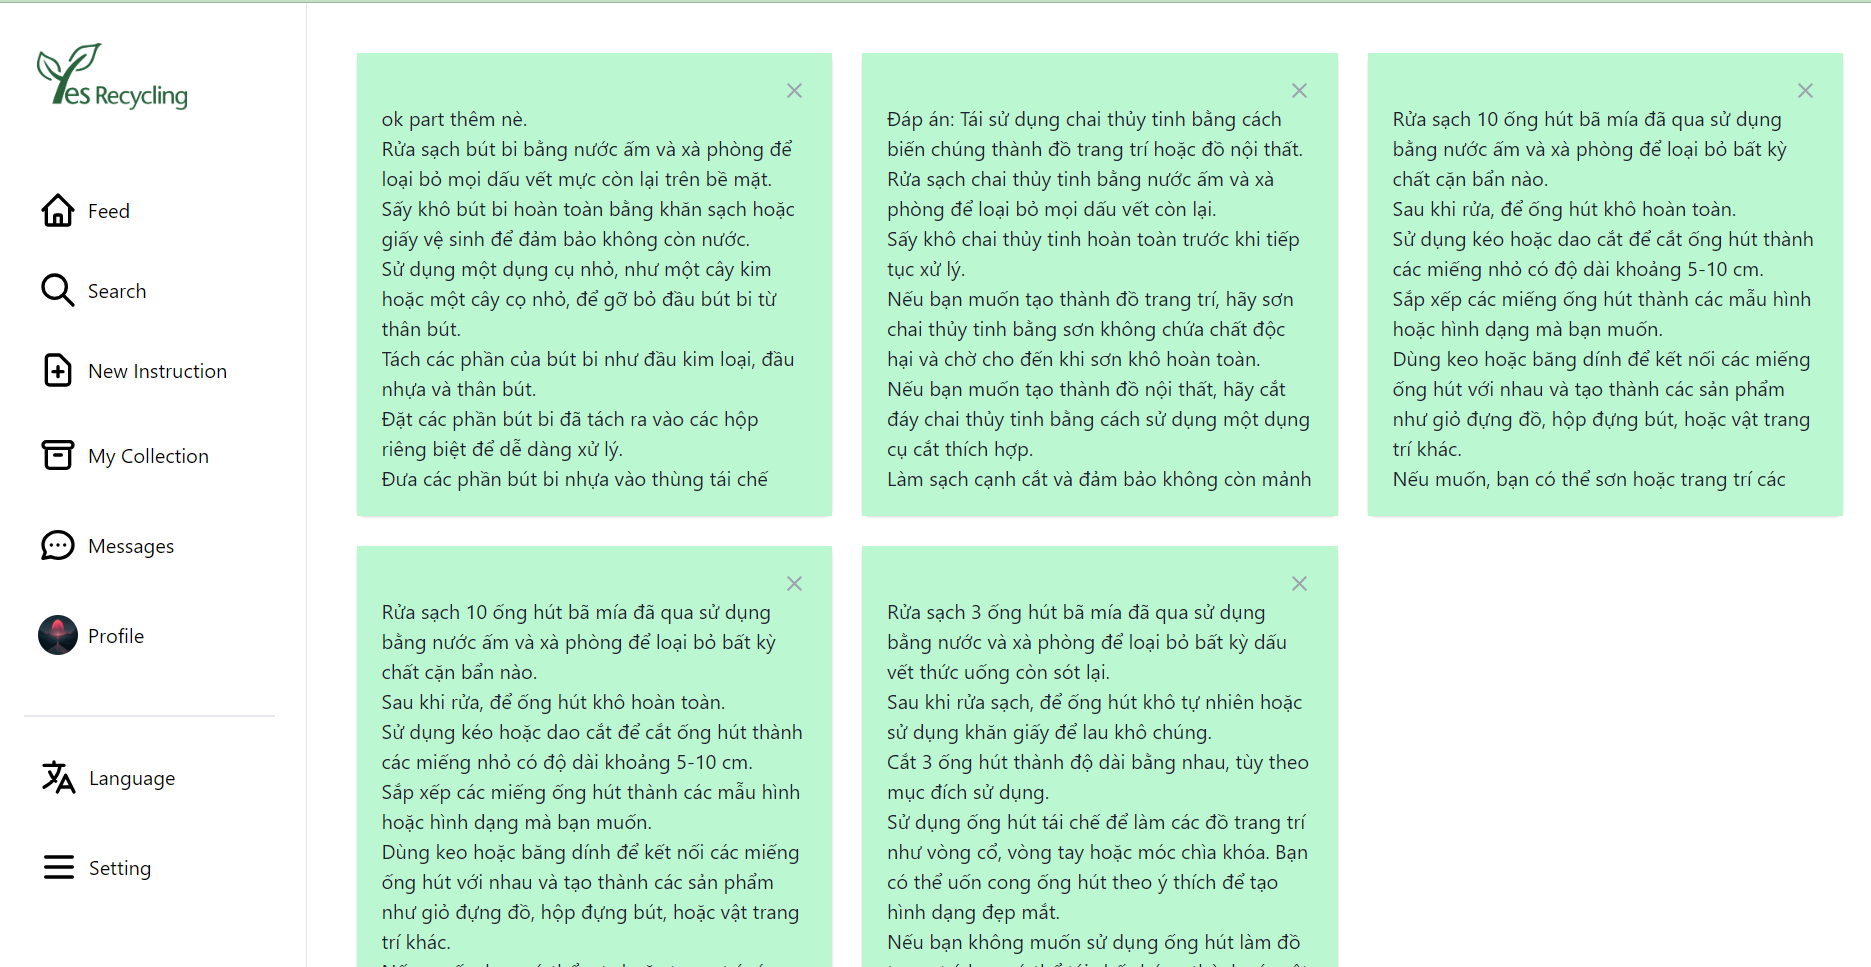 Yes Recycling
Feed
Search
New Instruction
My Collection
Messages
Profile
Language
Setting
ok part thêm nè.
Rửa sạch bút bi bằng nước ấm và xà phòng để
loại bỏ mọi dấu vết mực còn lại trên bề mặt.
Sấy khô bút bi hoàn toàn bằng khăn sạch hoặc
giấy vệ sinh để đảm bảo không còn nước.
Sử dụng một dụng cụ nhỏ, như một cây kim
hoặc một cây cọ nhỏ, để gỡ bỏ đầu bút bi từ
thân bút.
Tách các phần của bút bi như đầu kim loại, đầu
nhựa và thân bút.
Đặt các phần bút bi đã tách ra vào các hộp
riêng biệt để dễ dàng xử lý.
Đưa các phần bút bi nhựa vào thùng tái chế
Đáp án: Tái sử dụng chai thủy tinh bằng cách
biến chúng thành đồ trang trí hoặc đồ nội thất.
Rửa sạch chai thủy tinh bằng nước ấm và xà
phòng để loại bỏ mọi dấu vết còn lại.
Sấy khô chai thủy tinh hoàn toàn trước khi tiếp
tục xử lý.
Nếu bạn muốn tạo thành đồ trang trí, hãy sơn
chai thủy tinh bằng sơn không chứa chất độc
hại và chờ cho đến khi sơn khô hoàn toàn.
Nếu bạn muốn tạo thành đồ nội thất, hãy cắt
đáy chai thủy tinh bằng cách sử dụng một dụng
cụ cắt thích hợp.
Làm sạch cạnh cắt và đảm bảo không còn mảnh
Rửa sạch 10 ống hút bã mía đã qua sử dụng
bằng nước ấm và xà phòng để loại bỏ bất kỳ
chất cặn bẩn nào.
Sau khi rửa, để ống hút khô hoàn toàn.
Sử dụng kéo hoặc dao cắt để cắt ống hút thành
các miếng nhỏ có độ dài khoảng 5-10 cm.
Sắp xếp các miếng ống hút thành các mẫu hình
hoặc hình dạng mà bạn muốn.
Dùng keo hoặc băng dính để kết nối các miếng
ống hút với nhau và tạo thành các sản phẩm
như giỏ đựng đồ, hộp đựng bút, hoặc vật trang
trí khác.
Nếu muốn, bạn có thể sơn hoặc trang trí các
Rửa sạch 10 ống hút bã mía đã qua sử dụng
bằng nước ấm và xà phòng để loại bỏ bất kỳ
chất cặn bẩn nào.
Sau khi rửa, để ống hút khô hoàn toàn.
Sử dụng kéo hoặc dao cắt để cắt ống hút thành
các miếng nhỏ có độ dài khoảng 5-10 cm.
Sắp xếp các miếng ống hút thành các mẫu hình
hoặc hình dạng mà bạn muốn.
Dùng keo hoặc băng dính để kết nối các miếng
ống hút với nhau và tạo thành các sản phẩm
như giỏ đựng đồ, hộp đựng bút, hoặc vật trang
trí khác.
Rửa sạch 3 ống hút bã mía đã qua sử dụng
bằng nước và xà phòng để loại bỏ bất kỳ dấu
vết thức uống còn sót lại.
Sau khi rửa sạch, để ống hút khô tự nhiên hoặc
sử dụng khăn giấy để lau khô chúng.
Cắt 3 ống hút thành độ dài bằng nhau, tùy theo
mục đích sử dụng.
Sử dụng ống hút tái chế để làm các đồ trang trí
như vòng cổ, vòng tay hoặc móc chìa khóa. Bạn
có thể uốn cong ống hút theo ý thích để tạo
hình dạng đẹp mắt.
Nếu bạn không muốn sử dụng ống hút làm đồ